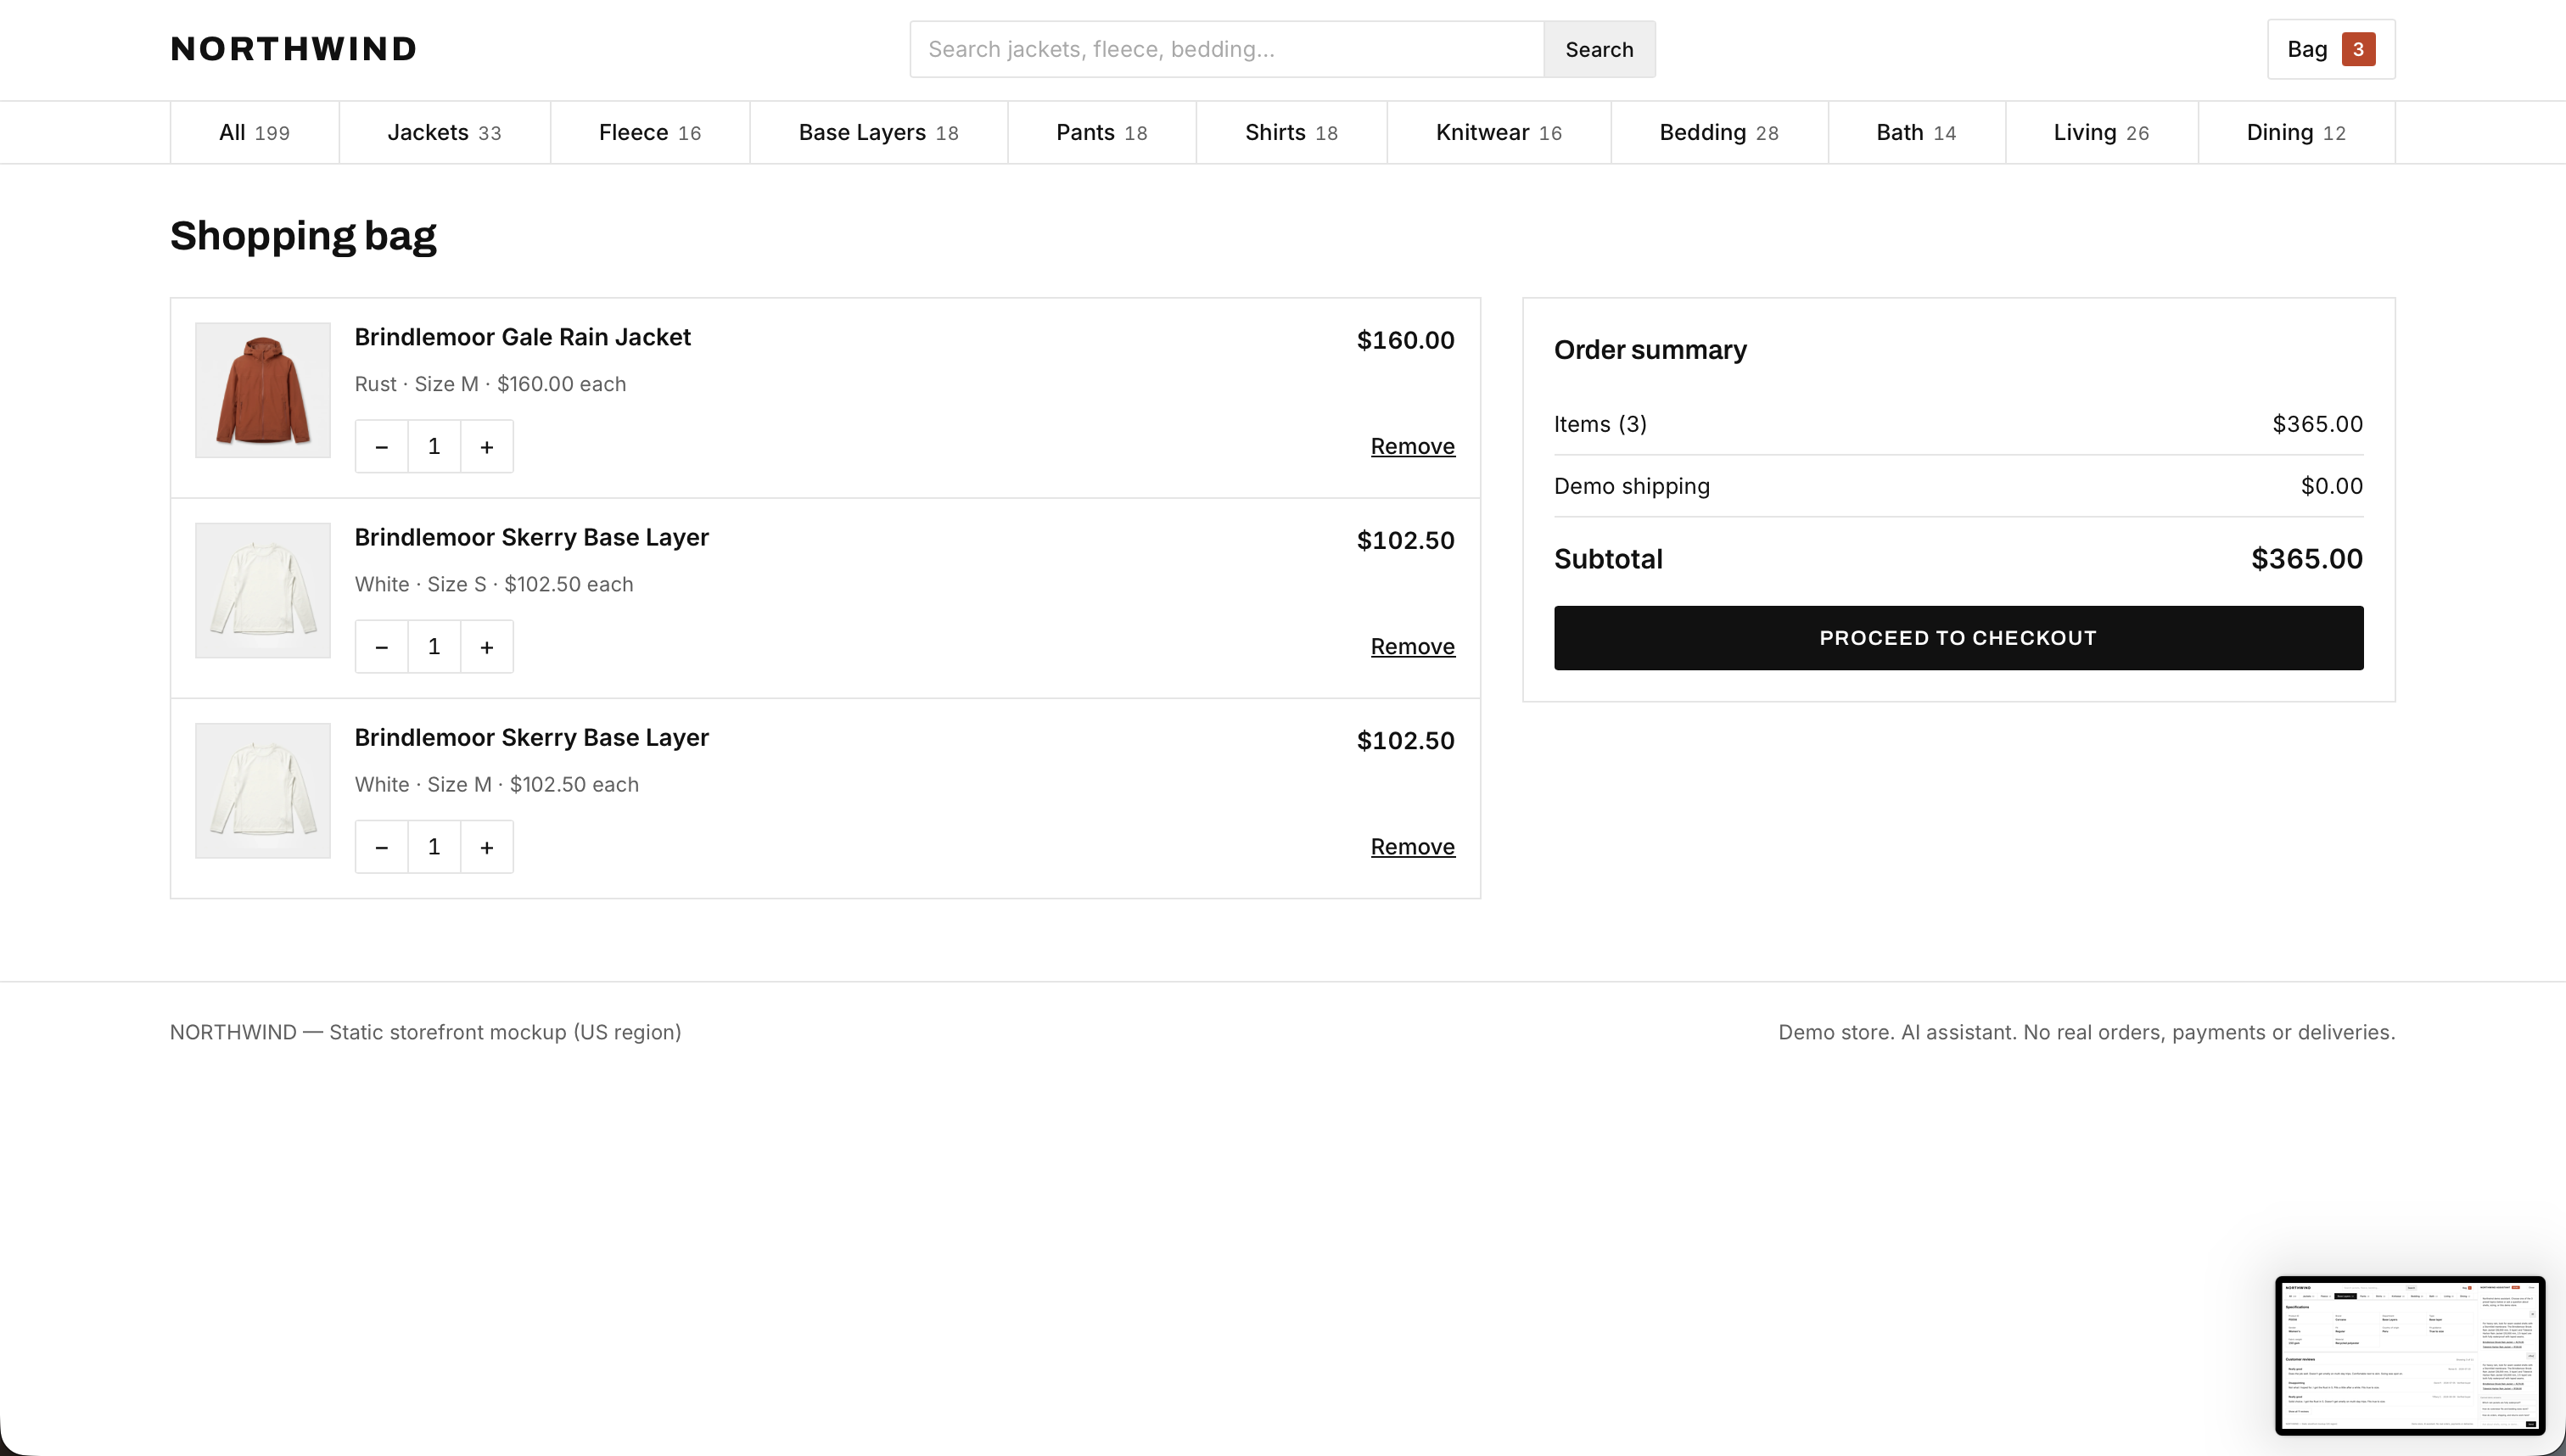 NORTHWIND
Search jackets, fleece, bedding...
Search
Bag 3
All 199
Jackets 33
Fleece 16
Base Layers 18
Pants 18
Shirts 18
Knitwear 16
Bedding 28
Bath 14
Living 26
Dining 12
Shopping bag
Brindlemoor Gale Rain Jacket
$160.00
Rust · Size M · $160.00 each
− 1 +
Remove
Brindlemoor Skerry Base Layer
$102.50
White · Size S · $102.50 each
− 1 +
Remove
Brindlemoor Skerry Base Layer
$102.50
White · Size M · $102.50 each
− 1 +
Remove
Order summary
Items (3) $365.00
Demo shipping $0.00
Subtotal $365.00
PROCEED TO CHECKOUT
NORTHWIND — Static storefront mockup (US region)
Demo store. AI assistant. No real orders, payments or deliveries.
NORTHWIND
Specifications
Customer reviews